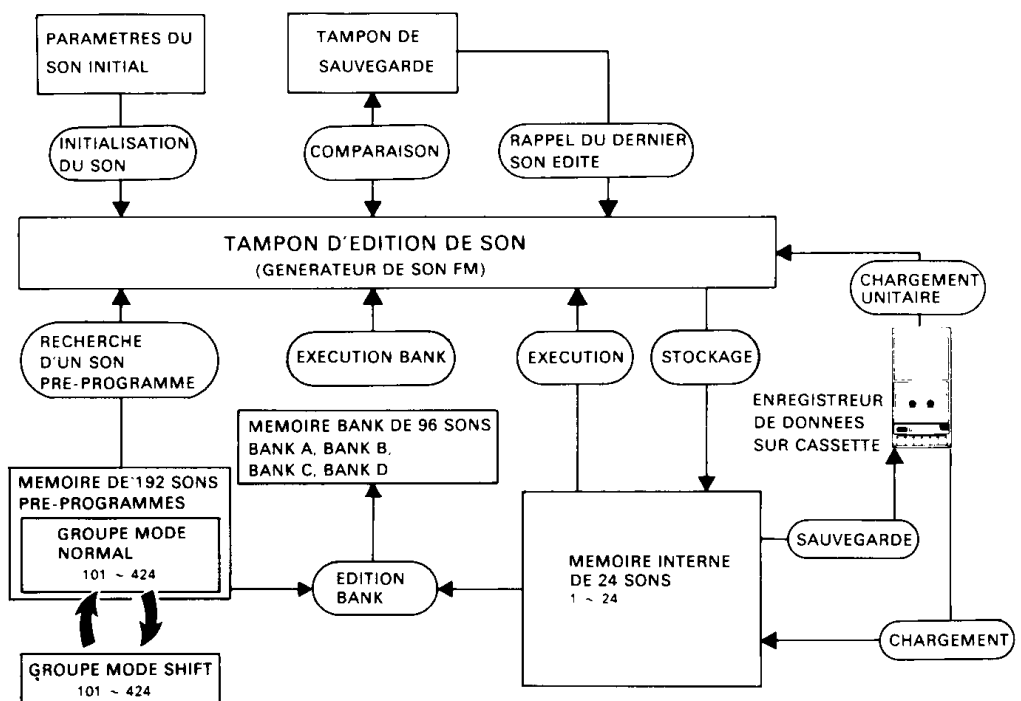 PARAMETRES DU
SON INITIAL
TAMPON DE
SAUVEGARDE
INITIALISATION
DU SON
COMPARAISON
RAPPEL DU DERNIER
SON EDITE
TAMPON D'EDITION DE SON
(GENERATEUR DE SON FM)
CHARGEMENT
UNITAIRE
RECHERCHE
D'UN SON
PRE-PROGRAMME
EXECUTION BANK
EXECUTION
STOCKAGE
ENREGISTREUR
DE DONNEES
SUR CASSETTE
MEMOIRE BANK DE 96 SONS
BANK A, BANK B,
BANK C, BANK D
MEMOIRE DE 192 SONS
PRE-PROGRAMMES
GROUPE MODE
NORMAL
101 ~ 424
EDITION
BANK
MEMOIRE INTERNE
DE 24 SONS
1 ~ 24
SAUVEGARDE
CHARGEMENT
GROUPE MODE SHIFT
101 ~ 424